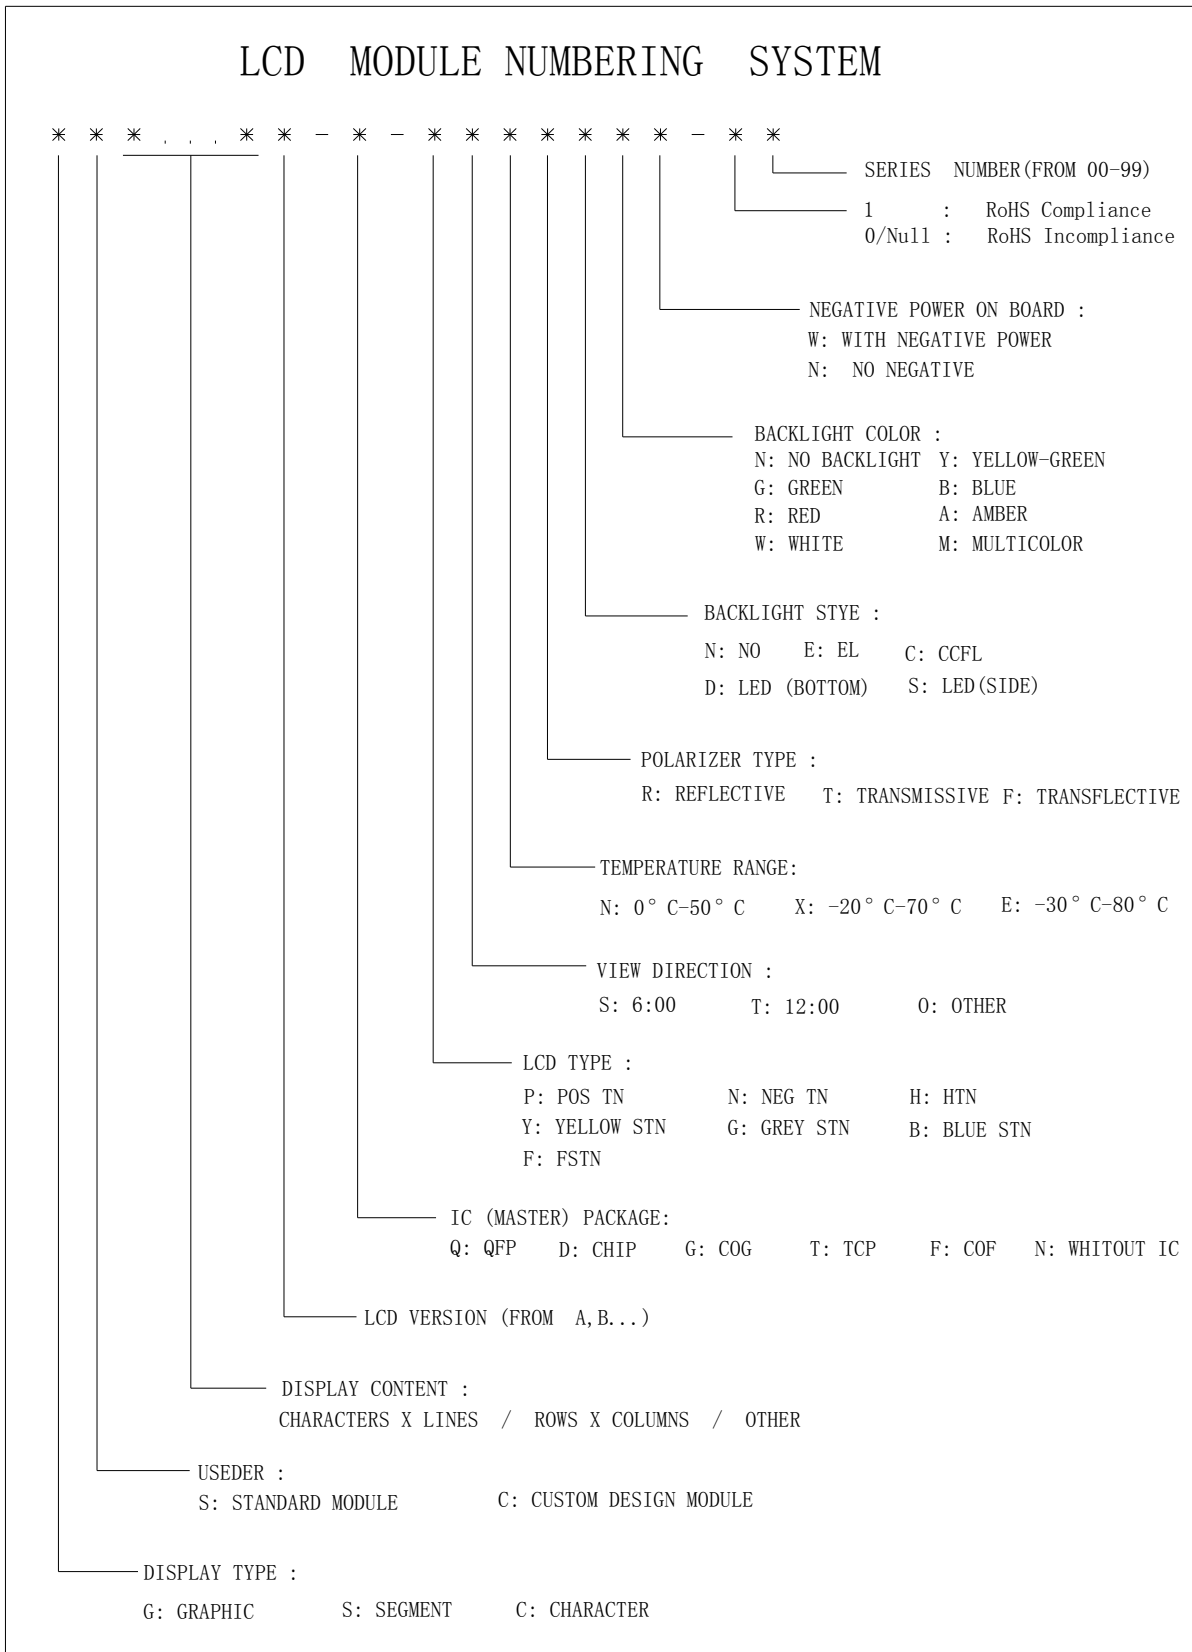 LCD MODULE NUMBERING SYSTEM
* * * , , , * * - * - * * * * * * * - * *
SERIES NUMBER(FROM 00-99)
1 : RoHS Compliance
0/Null : RoHS Incompliance
NEGATIVE POWER ON BOARD :
W: WITH NEGATIVE POWER
N: NO NEGATIVE
BACKLIGHT COLOR :
N: NO BACKLIGHT Y: YELLOW-GREEN
G: GREEN B: BLUE
R: RED A: AMBER
W: WHITE M: MULTICOLOR
BACKLIGHT STYE :
N: NO E: EL C: CCFL
D: LED (BOTTOM) S: LED(SIDE)
POLARIZER TYPE :
R: REFLECTIVE T: TRANSMISSIVE F: TRANSFLECTIVE
TEMPERATURE RANGE:
N: 0° C-50° C X: -20° C-70° C E: -30° C-80° C
VIEW DIRECTION :
S: 6:00 T: 12:00 O: OTHER
LCD TYPE :
P: POS TN N: NEG TN H: HTN
Y: YELLOW STN G: GREY STN B: BLUE STN
F: FSTN
IC (MASTER) PACKAGE:
Q: QFP D: CHIP G: COG T: TCP F: COF N: WHITOUT IC
LCD VERSION (FROM A,B...)
DISPLAY CONTENT :
CHARACTERS X LINES / ROWS X COLUMNS / OTHER
USEDER :
S: STANDARD MODULE C: CUSTOM DESIGN MODULE
DISPLAY TYPE :
G: GRAPHIC S: SEGMENT C: CHARACTER